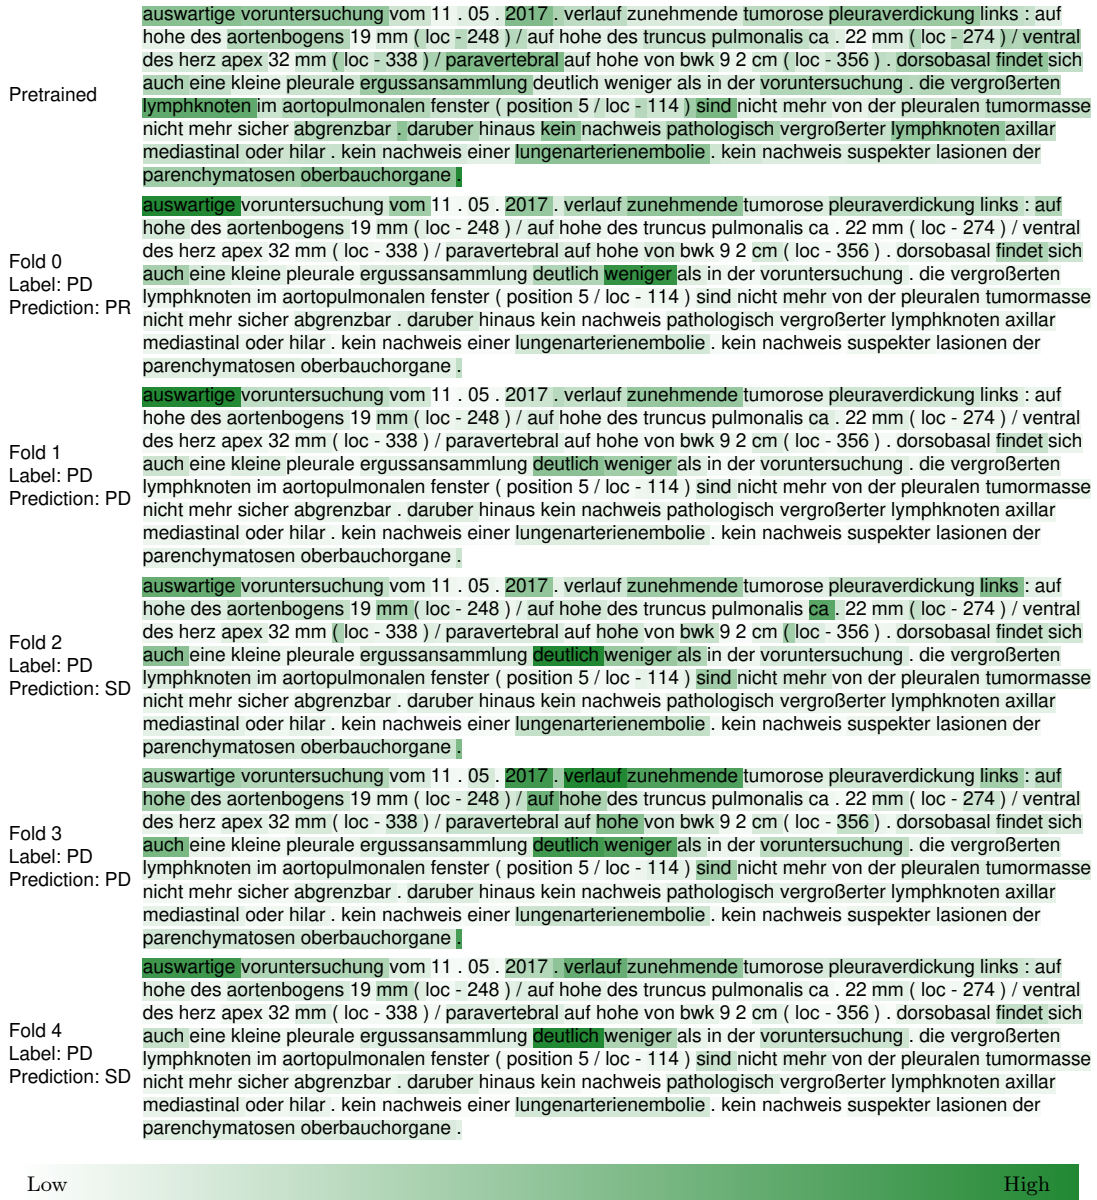 Pretrained
auswartige voruntersuchung vom 11 . 05 . 2017 . verlauf zunehmende tumorose pleuraverdickung links : auf
hohe des aortenbogens 19 mm ( loc - 248 ) / auf hohe des truncus pulmonalis ca . 22 mm ( loc - 274 ) / ventral
des herz apex 32 mm ( loc - 338 ) / paravertebral auf hohe von bwk 9 2 cm ( loc - 356 ) . dorsobasal findet sich
auch eine kleine pleurale ergussansammlung deutlich weniger als in der voruntersuchung . die vergroßerten
lymphknoten im aortopulmonalen fenster ( position 5 / loc - 114 ) sind nicht mehr von der pleuralen tumormasse
nicht mehr sicher abgrenzbar . daruber hinaus kein nachweis pathologisch vergroßerter lymphknoten axillar
mediastinal oder hilar . kein nachweis einer lungenarterienembolie . kein nachweis suspekter lasionen der
parenchymatosen oberbauchorgane .
Fold 0
Label: PD
Prediction: PR
auswartige voruntersuchung vom 11 . 05 . 2017 . verlauf zunehmende tumorose pleuraverdickung links : auf
hohe des aortenbogens 19 mm ( loc - 248 ) / auf hohe des truncus pulmonalis ca . 22 mm ( loc - 274 ) / ventral
des herz apex 32 mm ( loc - 338 ) / paravertebral auf hohe von bwk 9 2 cm ( loc - 356 ) . dorsobasal findet sich
auch eine kleine pleurale ergussansammlung deutlich weniger als in der voruntersuchung . die vergroßerten
lymphknoten im aortopulmonalen fenster ( position 5 / loc - 114 ) sind nicht mehr von der pleuralen tumormasse
nicht mehr sicher abgrenzbar . daruber hinaus kein nachweis pathologisch vergroßerter lymphknoten axillar
mediastinal oder hilar . kein nachweis einer lungenarterienembolie . kein nachweis suspekter lasionen der
parenchymatosen oberbauchorgane .
Fold 1
Label: PD
Prediction: PD
auswartige voruntersuchung vom 11 . 05 . 2017 . verlauf zunehmende tumorose pleuraverdickung links : auf
hohe des aortenbogens 19 mm ( loc - 248 ) / auf hohe des truncus pulmonalis ca . 22 mm ( loc - 274 ) / ventral
des herz apex 32 mm ( loc - 338 ) / paravertebral auf hohe von bwk 9 2 cm ( loc - 356 ) . dorsobasal findet sich
auch eine kleine pleurale ergussansammlung deutlich weniger als in der voruntersuchung . die vergroßerten
lymphknoten im aortopulmonalen fenster ( position 5 / loc - 114 ) sind nicht mehr von der pleuralen tumormasse
nicht mehr sicher abgrenzbar . daruber hinaus kein nachweis pathologisch vergroßerter lymphknoten axillar
mediastinal oder hilar . kein nachweis einer lungenarterienembolie . kein nachweis suspekter lasionen der
parenchymatosen oberbauchorgane .
Fold 2
Label: PD
Prediction: SD
auswartige voruntersuchung vom 11 . 05 . 2017 . verlauf zunehmende tumorose pleuraverdickung links : auf
hohe des aortenbogens 19 mm ( loc - 248 ) / auf hohe des truncus pulmonalis ca . 22 mm ( loc - 274 ) / ventral
des herz apex 32 mm ( loc - 338 ) / paravertebral auf hohe von bwk 9 2 cm ( loc - 356 ) . dorsobasal findet sich
auch eine kleine pleurale ergussansammlung deutlich weniger als in der voruntersuchung . die vergroßerten
lymphknoten im aortopulmonalen fenster ( position 5 / loc - 114 ) sind nicht mehr von der pleuralen tumormasse
nicht mehr sicher abgrenzbar . daruber hinaus kein nachweis pathologisch vergroßerter lymphknoten axillar
mediastinal oder hilar . kein nachweis einer lungenarterienembolie . kein nachweis suspekter lasionen der
parenchymatosen oberbauchorgane .
Fold 3
Label: PD
Prediction: PD
auswartige voruntersuchung vom 11 . 05 . 2017 . verlauf zunehmende tumorose pleuraverdickung links : auf
hohe des aortenbogens 19 mm ( loc - 248 ) / auf hohe des truncus pulmonalis ca . 22 mm ( loc - 274 ) / ventral
des herz apex 32 mm ( loc - 338 ) / paravertebral auf hohe von bwk 9 2 cm ( loc - 356 ) . dorsobasal findet sich
auch eine kleine pleurale ergussansammlung deutlich weniger als in der voruntersuchung . die vergroßerten
lymphknoten im aortopulmonalen fenster ( position 5 / loc - 114 ) sind nicht mehr von der pleuralen tumormasse
nicht mehr sicher abgrenzbar . daruber hinaus kein nachweis pathologisch vergroßerter lymphknoten axillar
mediastinal oder hilar . kein nachweis einer lungenarterienembolie . kein nachweis suspekter lasionen der
parenchymatosen oberbauchorgane .
Fold 4
Label: PD
Prediction: SD
auswartige voruntersuchung vom 11 . 05 . 2017 . verlauf zunehmende tumorose pleuraverdickung links : auf
hohe des aortenbogens 19 mm ( loc - 248 ) / auf hohe des truncus pulmonalis ca . 22 mm ( loc - 274 ) / ventral
des herz apex 32 mm ( loc - 338 ) / paravertebral auf hohe von bwk 9 2 cm ( loc - 356 ) . dorsobasal findet sich
auch eine kleine pleurale ergussansammlung deutlich weniger als in der voruntersuchung . die vergroßerten
lymphknoten im aortopulmonalen fenster ( position 5 / loc - 114 ) sind nicht mehr von der pleuralen tumormasse
nicht mehr sicher abgrenzbar . daruber hinaus kein nachweis pathologisch vergroßerter lymphknoten axillar
mediastinal oder hilar . kein nachweis einer lungenarterienembolie . kein nachweis suspekter lasionen der
parenchymatosen oberbauchorgane .
Low High